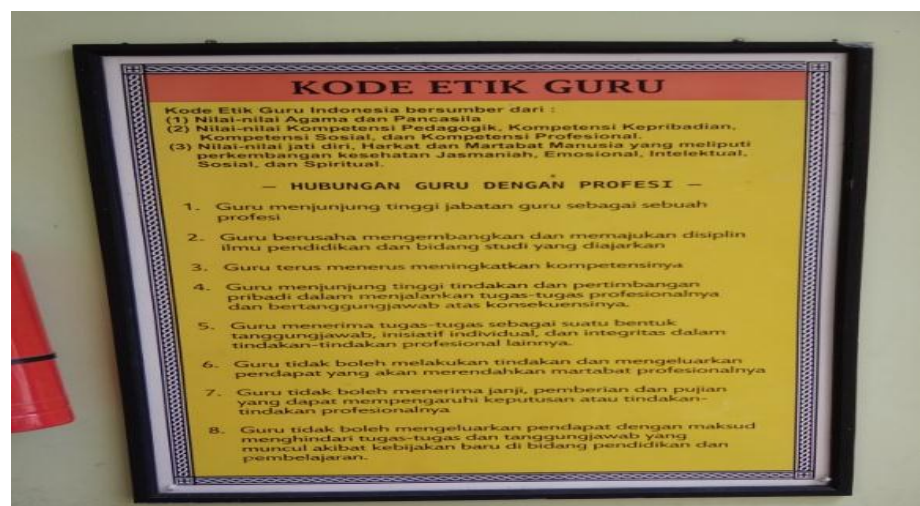 KODE ETIK GURU
Kode Etik Guru Indonesia bersumber dari :
(1) Nilai-nilai Agama dan Pancasila
(2) Nilai-nilai Kompetensi Pedagogik, Kompetensi Kepribadian,
Kompetensi Sosial, dan Kompetensi Profesional.
(3) Nilai-nilai jati diri, Harkat dan Martabat Manusia yang meliputi
perkembangan kesehatan Jasmaniah, Emosional, Intelektual,
Sosial, dan Spiritual.
— HUBUNGAN GURU DENGAN PROFESI —
1. Guru menjunjung tinggi jabatan guru sebagai sebuah
profesi
2. Guru berusaha mengembangkan dan memajukan disiplin
ilmu pendidikan dan bidang studi yang diajarkan
3. Guru terus menerus meningkatkan kompetensinya
4. Guru menjunjung tinggi tindakan dan pertimbangan
pribadi dalam menjalankan tugas-tugas profesionalnya
dan bertanggungjawab atas konsekuensinya.
5. Guru menerima tugas-tugas sebagai suatu bentuk
tanggungjawab, inisiatif individual, dan integritas dalam
tindakan-tindakan profesional lainnya.
6. Guru tidak boleh melakukan tindakan dan mengeluarkan
pendapat yang akan merendahkan martabat profesionalnya
7. Guru tidak boleh menerima janji, pemberian dan pujian
yang dapat mempengaruhi keputusan atau tindakan-
tindakan profesionalnya
8. Guru tidak boleh mengeluarkan pendapat dengan maksud
menghindari tugas-tugas dan tanggungjawab yang
muncul akibat kebijakan baru di bidang pendidikan dan
pembelajaran.